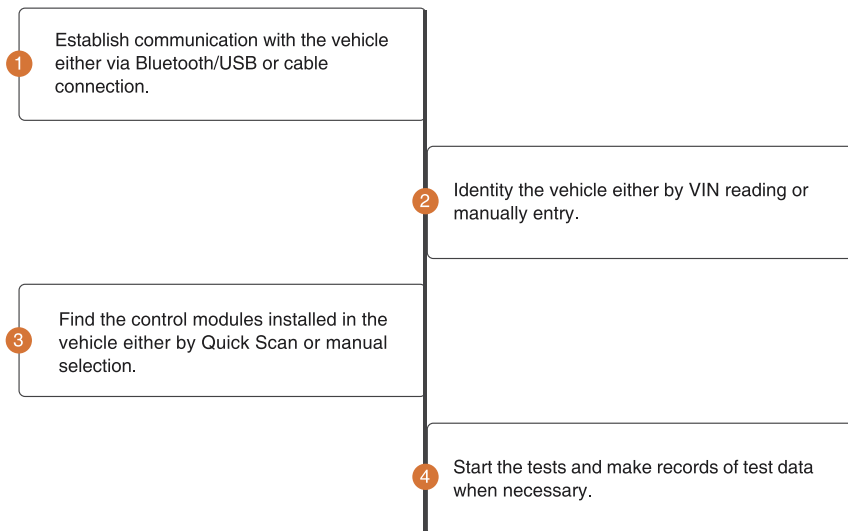 1
Establish communication with the vehicle
either via Bluetooth/USB or cable
connection.
2
Identity the vehicle either by VIN reading or
manually entry.
3
Find the control modules installed in the
vehicle either by Quick Scan or manual
selection.
4
Start the tests and make records of test data
when necessary.